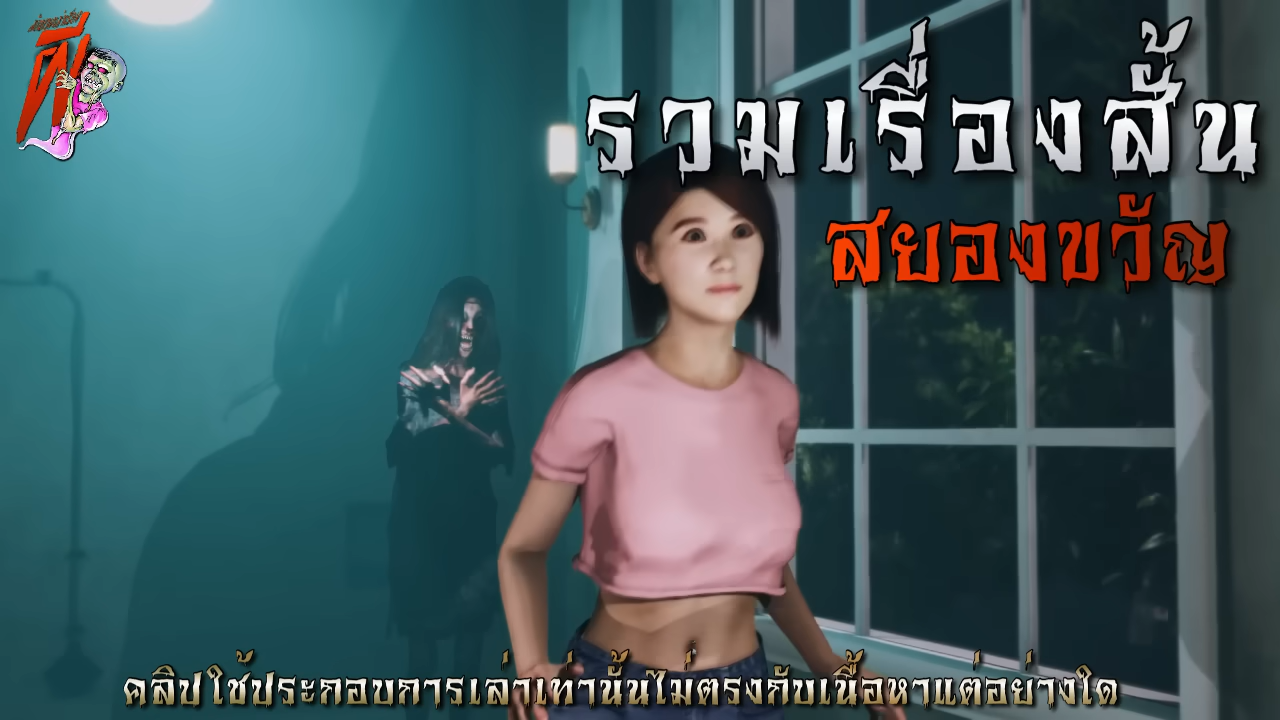 ผี
รวมเรื่องสั้น
สยองขวัญ
คลิปใช้ประกอบการเล่าเท่านั้นไม่ตรงกับเนื้อหาแต่อย่างใด